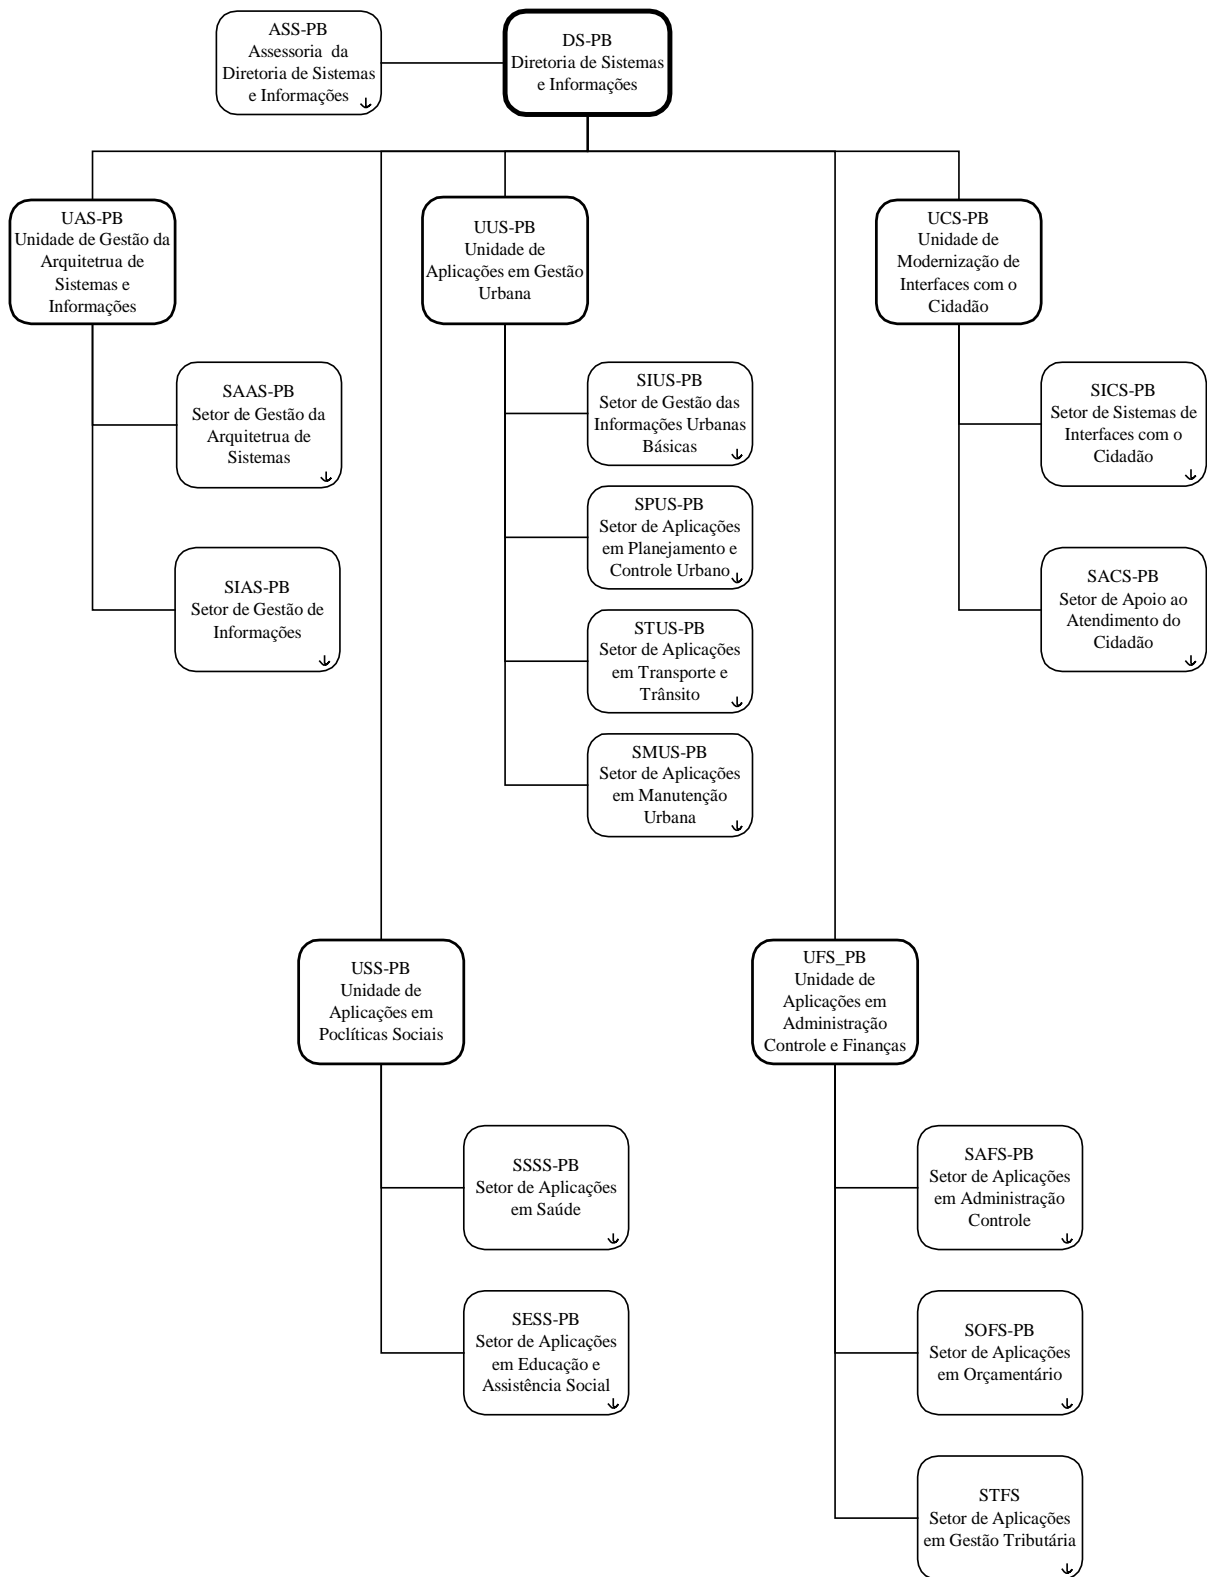 ASS-PB
Assessoria da
Diretoria de Sistemas
e Informações
DS-PB
Diretoria de Sistemas
e Informações
UAS-PB
Unidade de Gestão da
Arquitetrua de
Sistemas e
Informações
UUS-PB
Unidade de
Aplicações em Gestão
Urbana
UCS-PB
Unidade de
Modernização de
Interfaces com o
Cidadão
SAAS-PB
Setor de Gestão da
Arquitetrua de
Sistemas
SIAS-PB
Setor de Gestão de
Informações
SIUS-PB
Setor de Gestão das
Informações Urbanas
Básicas
SPUS-PB
Setor de Aplicações
em Planejamento e
Controle Urbano
STUS-PB
Setor de Aplicações
em Transporte e
Trânsito
SMUS-PB
Setor de Aplicações
em Manutenção
Urbana
SICS-PB
Setor de Sistemas de
Interfaces com o
Cidadão
SACS-PB
Setor de Apoio ao
Atendimento do
Cidadão
USS-PB
Unidade de
Aplicações em
Poclíticas Sociais
UFS_PB
Unidade de
Aplicações em
Administração
Controle e Finanças
SSSS-PB
Setor de Aplicações
em Saúde
SESS-PB
Setor de Aplicações
em Educação e
Assistência Social
SAFS-PB
Setor de Aplicações
em Administração
Controle
SOFS-PB
Setor de Aplicações
em Orçamentário
STFS
Setor de Aplicações
em Gestão Tributária